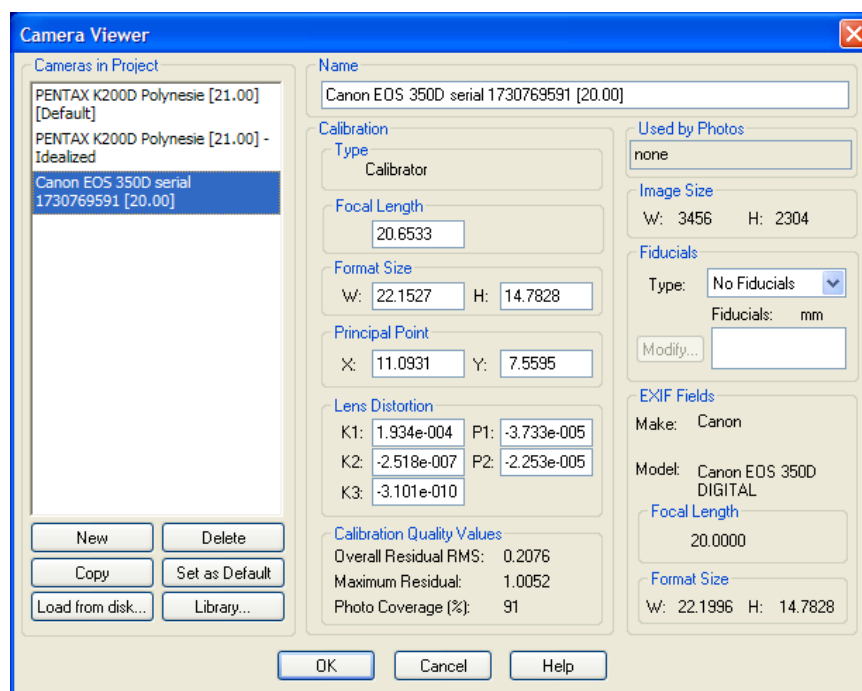 Camera Viewer
Cameras in Project
PENTAX K200D Polynesie [21.00]
[Default]
PENTAX K200D Polynesie [21.00] -
Idealized
Canon EOS 350D serial
1730769591 [20.00]
New
Delete
Copy
Set as Default
Load from disk...
Library...
Name
Canon EOS 350D serial 1730769591 [20.00]
Calibration
Type
Calibrator
Focal Length
20.6533
Format Size
W: 22.1527 H: 14.7828
Principal Point
X: 11.0931 Y: 7.5595
Lens Distortion
K1: 1.934e-004 P1: -3.733e-005
K2: -2.518e-007 P2: -2.253e-005
K3: -3.101e-010
Calibration Quality Values
Overall Residual RMS: 0.2076
Maximum Residual: 1.0052
Photo Coverage (%): 91
Used by Photos
none
Image Size
W: 3456 H: 2304
Fiducials
Type: No Fiducials
Fiducials: mm
Modify...
EXIF Fields
Make: Canon
Model: Canon EOS 350D
DIGITAL
Focal Length
20.0000
Format Size
W: 22.1996 H: 14.7828
OK
Cancel
Help